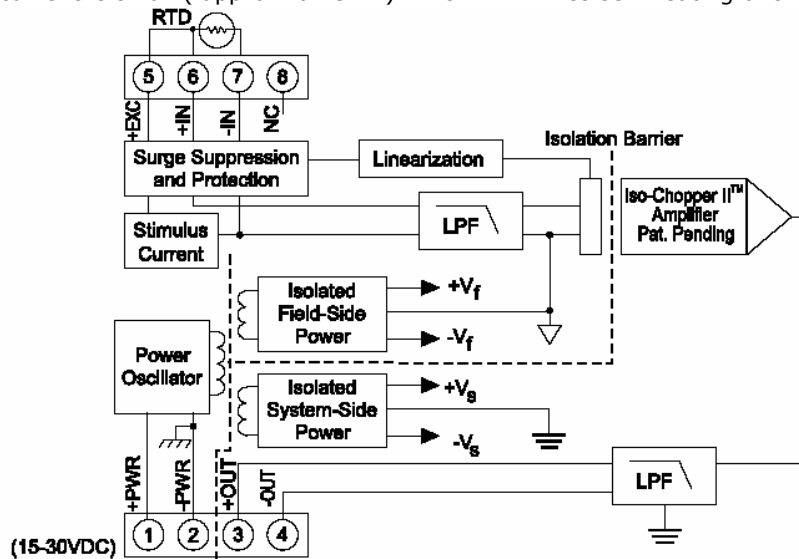 RTD
5 6 7 8
+EXC
+IN
-IN
NC
Surge Suppression
and Protection
Linearization
Isolation Barrier
Iso-Chopper II™
Amplifier
Pat. Pending
LPF
Stimulus
Current
Isolated
Field-Side
Power
+Vf
-Vf
Power
Oscillator
Isolated
System-Side
Power
+Vs
-Vs
+PWR
-PWR
+OUT
-OUT
LPF
(15-30VDC)
1 2 3 4